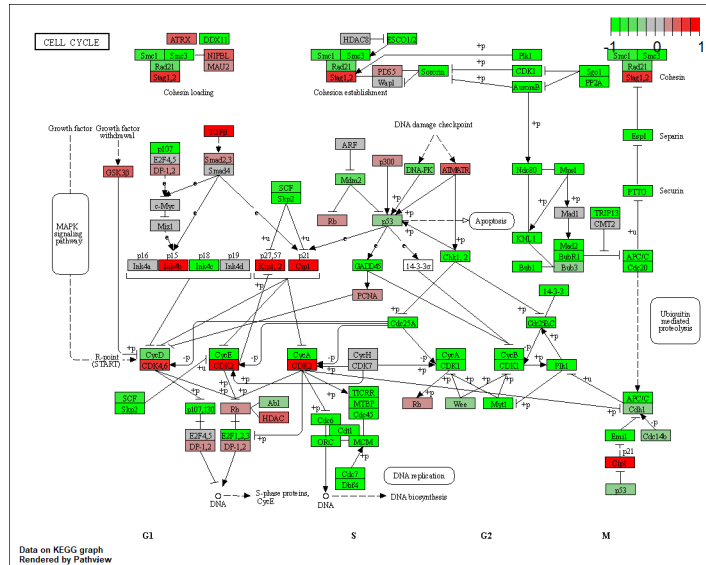 CELL CYCLE
-1 0 1
ATRX DDX11
Smc1 Smc3 NIPBL
Rad21 MAU2
Stag1,2
Cohesin loading
HDAC8 ESCO1/2
Smc1 Smc3
Rad21 PDS5 Sororin
Stag1,2 Wapl
Cohesion establishment
Plk1
CDK1 Sgo1
AuromB PP2A
Smc1 Smc3
Rad21
Stag1,2 Cohesin
Growth factor
Growth factor
withdrawal
GSK3β
p107
E2F4,5
DP-1,2
TGFβ
Smad2,3
Smad4
c-Myc
Miz1
SCF
Skp2
ARF
Mdm2
Rb
p300
DNA damage checkpoint
DNA-PK ATMATR
p53
Apoptosis
Ndc80 Mps1
Mad1
KNL1 Mad2
Bub1 BubR1
Bub3
TRIP13
CMT2
Esp1 Separin
PTTG Securin
APC/C
Cdc20
MAPK
signaling
pathway
p16 p15 p18 p19
Ink4a Ink4b Ink4c Ink4d
p27,57 p21
Kip1,2 Cip1
GADD45 14-3-3σ Chk1,2
PCNA
14-3-3
Cdc25A Cdc25B,C
Ubiquitin
mediated
proteolysis
R-point
(START)
CycD CycE CycA CycH CycA CycB
CDK4,6 CDK2 CDK2 CDK7 CDK1 CDK1 Plk1
SCF
Skp2
p107,130 Rb Abl
HDAC
E2F4,5 E2F1,2,3
DP-1,2 DP-1,2
TICRR
MTBP
Cdc45
Cdc6
Cdt1
ORC MCM
Cdc7
Dbf4
Rb Wee Myt1
APC/C
Cdh1
Emi1 Cdc14b
p21
Cip1
p53
DNA replication
DNA S-phase proteins,
CycE
DNA DNA biosynthesis
G1 S G2 M
Data on KEGG graph
Rendered by Pathview